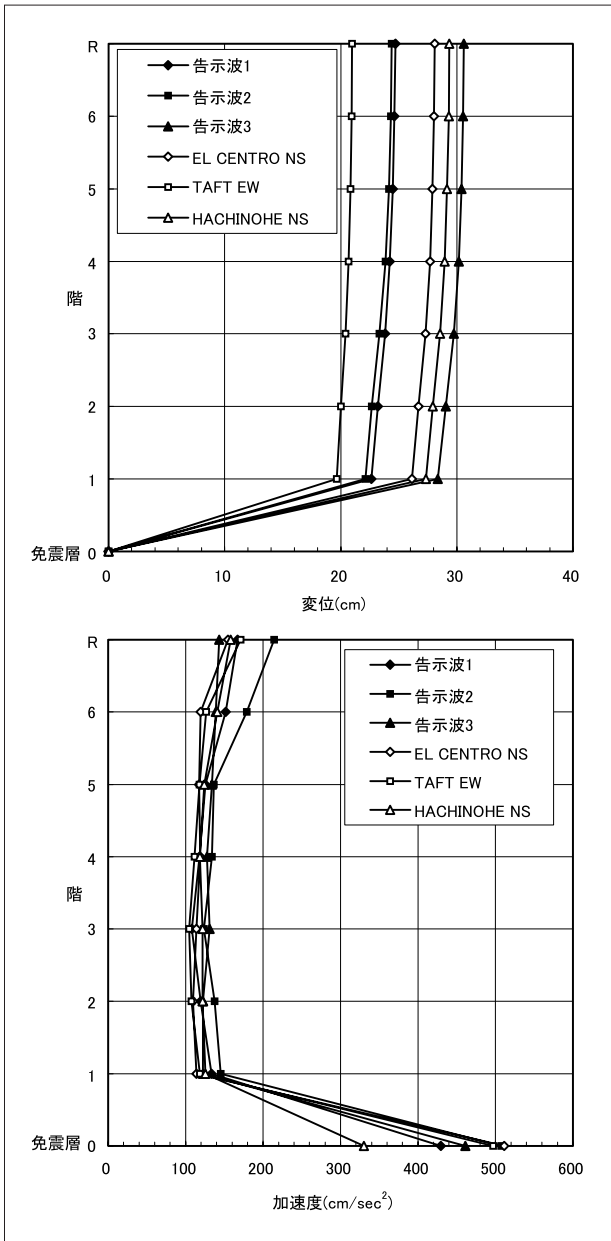 R
6
5
4
3
2
1
0
階
免震層
告示波1
告示波2
告示波3
EL CENTRO NS
TAFT EW
HACHINOHE NS
0 10 20 30 40
変位(cm)
R
6
5
4
3
2
1
0
階
免震層
告示波1
告示波2
告示波3
EL CENTRO NS
TAFT EW
HACHINOHE NS
0 100 200 300 400 500 600
加速度(cm/sec²)